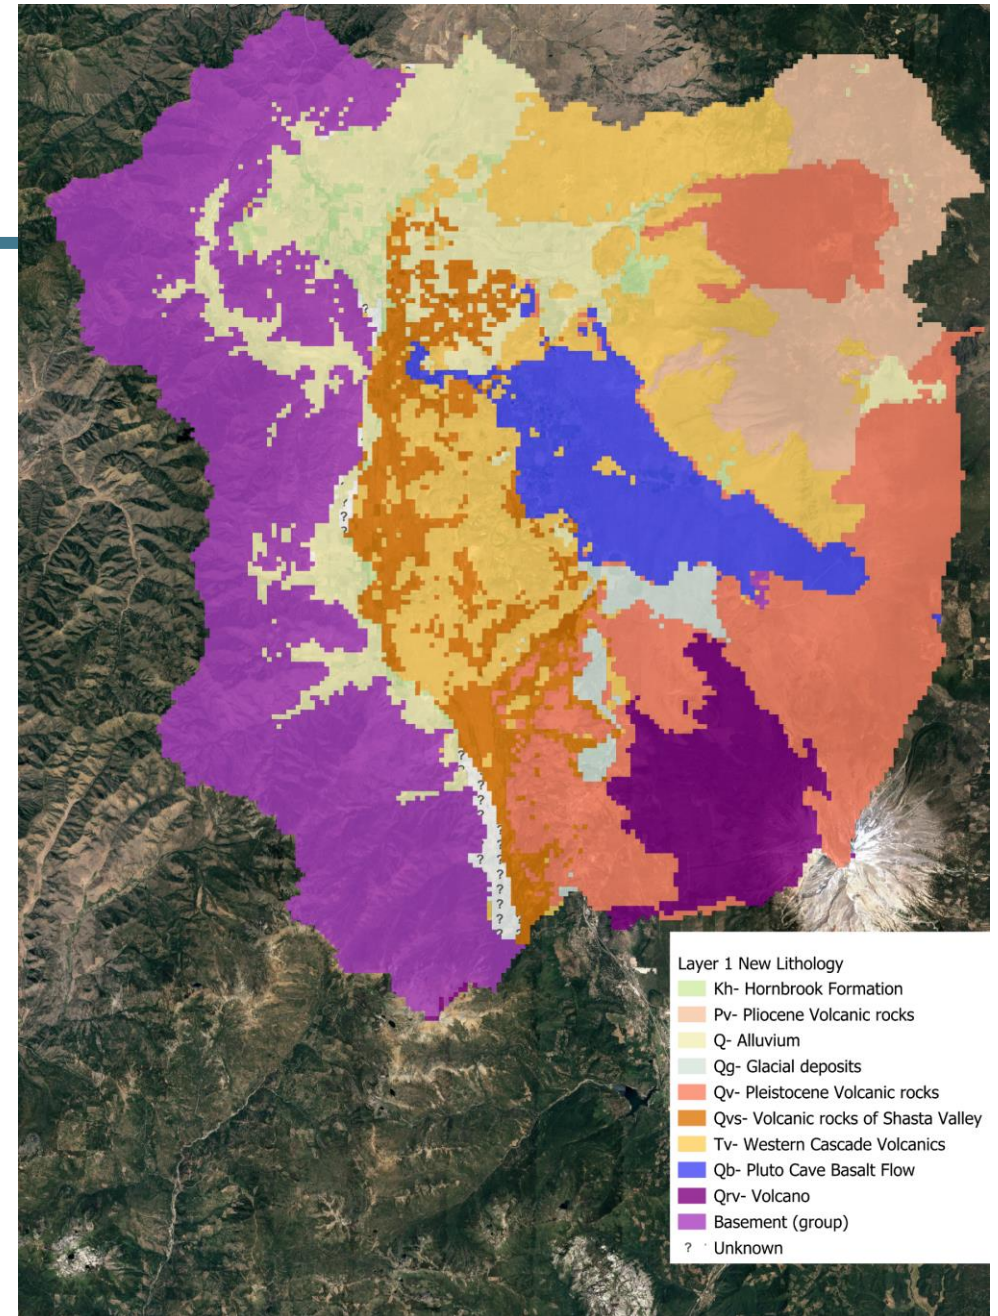 ?
?
?
?
?
?
?
?
?
?
?
?
?
?
Layer 1 New Lithology
Kh- Hornbrook Formation
Pv- Pliocene Volcanic rocks
Q- Alluvium
Qg- Glacial deposits
Qv- Pleistocene Volcanic rocks
Qvs- Volcanic rocks of Shasta Valley
Tv- Western Cascade Volcanics
Qb- Pluto Cave Basalt Flow
Qrv- Volcano
Basement (group)
? Unknown